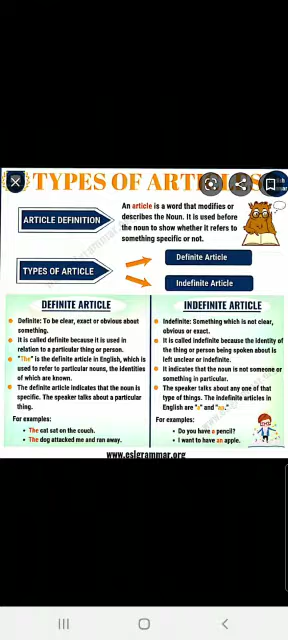 TYPES OF ARTICLES
ARTICLE DEFINITION
An article is a word that modifies or
describes the Noun. It is used before
the noun to show whether it refers to
something specific or not.
TYPES OF ARTICLE
Definite Article
Indefinite Article
DEFINITE ARTICLE
Definite: To be clear, exact or obvious about
something.
It is called definite because it is used in
relation to a particular thing or person.
"The" is the definite article in English, which is
used to refer to particular nouns, the identities
of which are known.
The definite article indicates that the noun is
specific. The speaker talks about a particular
thing.
For examples:
The cat sat on the couch.
The dog attacked me and ran away.
INDEFINITE ARTICLE
Indefinite: Something which is not clear,
obvious or exact.
It is called indefinite because the identity of
the thing or person being spoken about is
left unclear or indefinite.
It indicates that the noun is not someone or
something in particular.
The speaker talks about any one of that
type of things. The indefinite articles in
English are "a" and "an."
For examples:
Do you have a pencil?
I want to have an apple.
www.eslgrammar.org